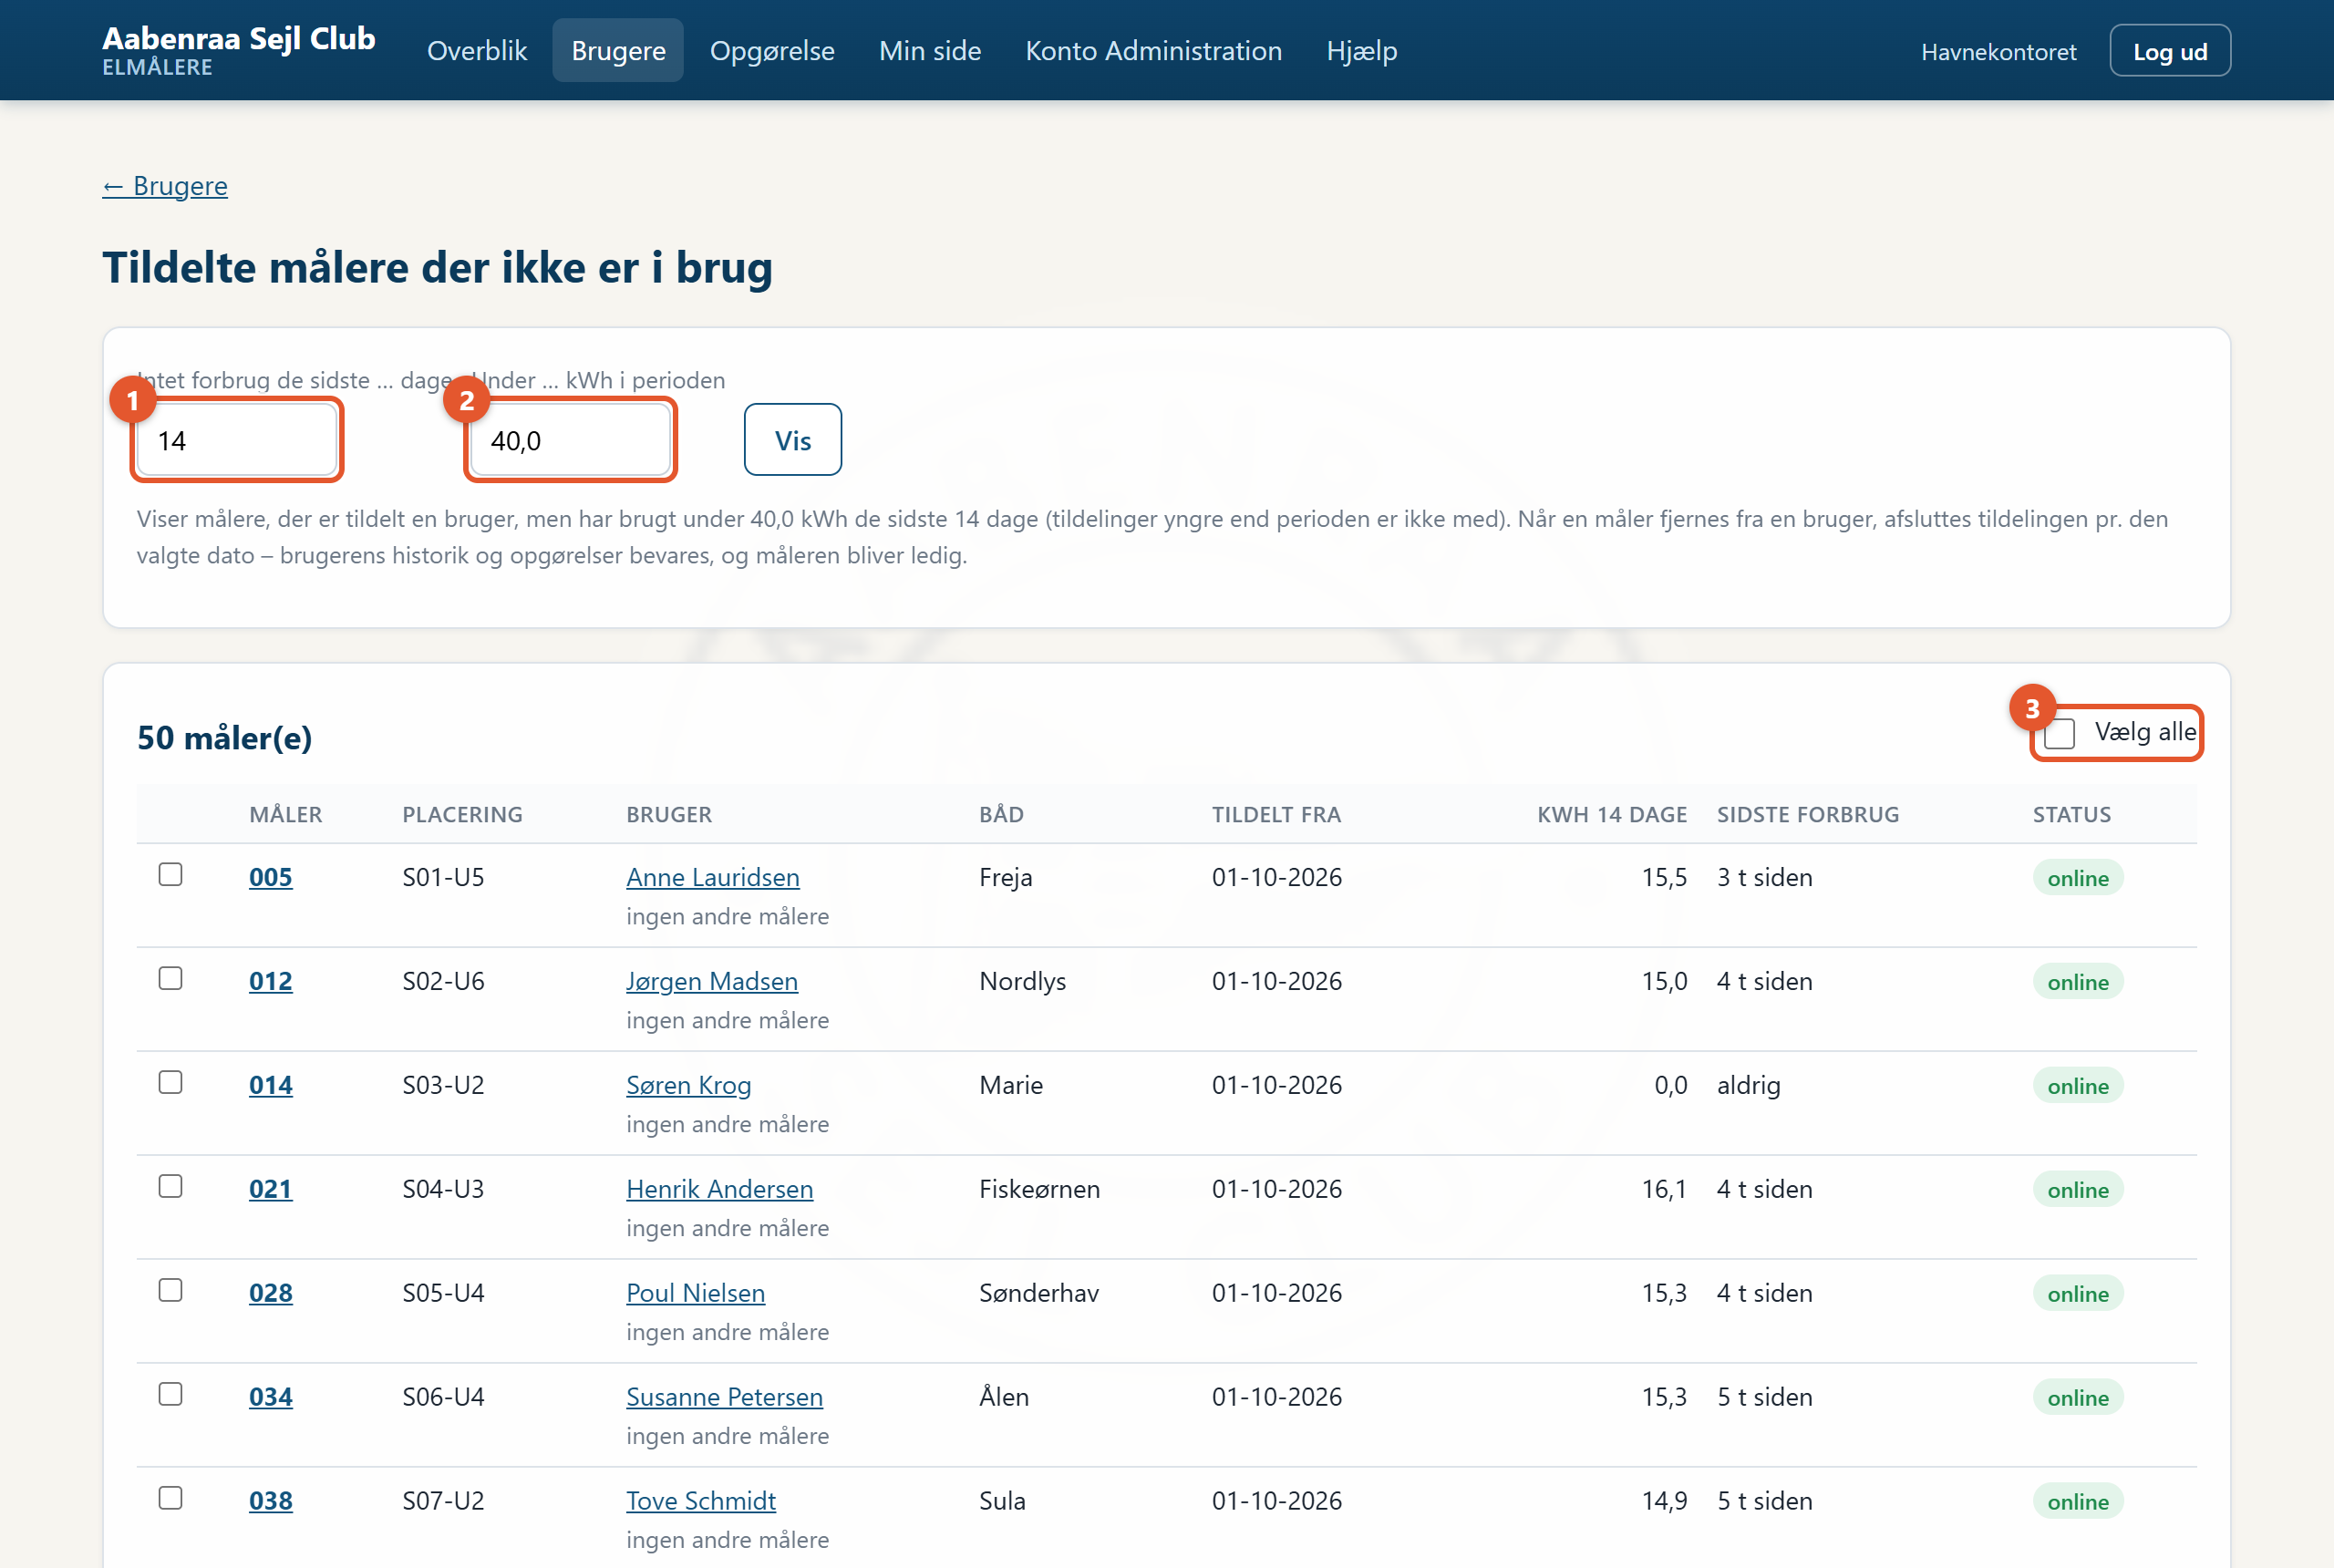 Aabenraa Sejl Club
ELMÅLERE
Overblik
Brugere
Opgørelse
Min side
Konto Administration
Hjælp
Havnekontoret
Log ud
← Brugere
Tildelte målere der ikke er i brug
Intet forbrug de sidste ... dage
Under ... kWh i perioden
1
14
2
40,0
Vis
Viser målere, der er tildelt en bruger, men har brugt under 40,0 kWh de sidste 14 dage (tildelinger yngre end perioden er ikke med). Når en måler fjernes fra en bruger, afsluttes tildelingen pr. den
valgte dato – brugerens historik og opgørelser bevares, og måleren bliver ledig.
50 måler(e)
3
Vælg alle
MÅLER PLACERING BRUGER BÅD TILDELT FRA KWH 14 DAGE SIDSTE FORBRUG STATUS
005 S01-U5 Anne Lauridsen Freja 01-10-2026 15,5 3 t siden online
ingen andre målere
012 S02-U6 Jørgen Madsen Nordlys 01-10-2026 15,0 4 t siden online
ingen andre målere
014 S03-U2 Søren Krog Marie 01-10-2026 0,0 aldrig online
ingen andre målere
021 S04-U3 Henrik Andersen Fiskeørnen 01-10-2026 16,1 4 t siden online
ingen andre målere
028 S05-U4 Poul Nielsen Sønderhav 01-10-2026 15,3 4 t siden online
ingen andre målere
034 S06-U4 Susanne Petersen Ålen 01-10-2026 15,3 5 t siden online
ingen andre målere
038 S07-U2 Tove Schmidt Sula 01-10-2026 14,9 5 t siden online
ingen andre målere